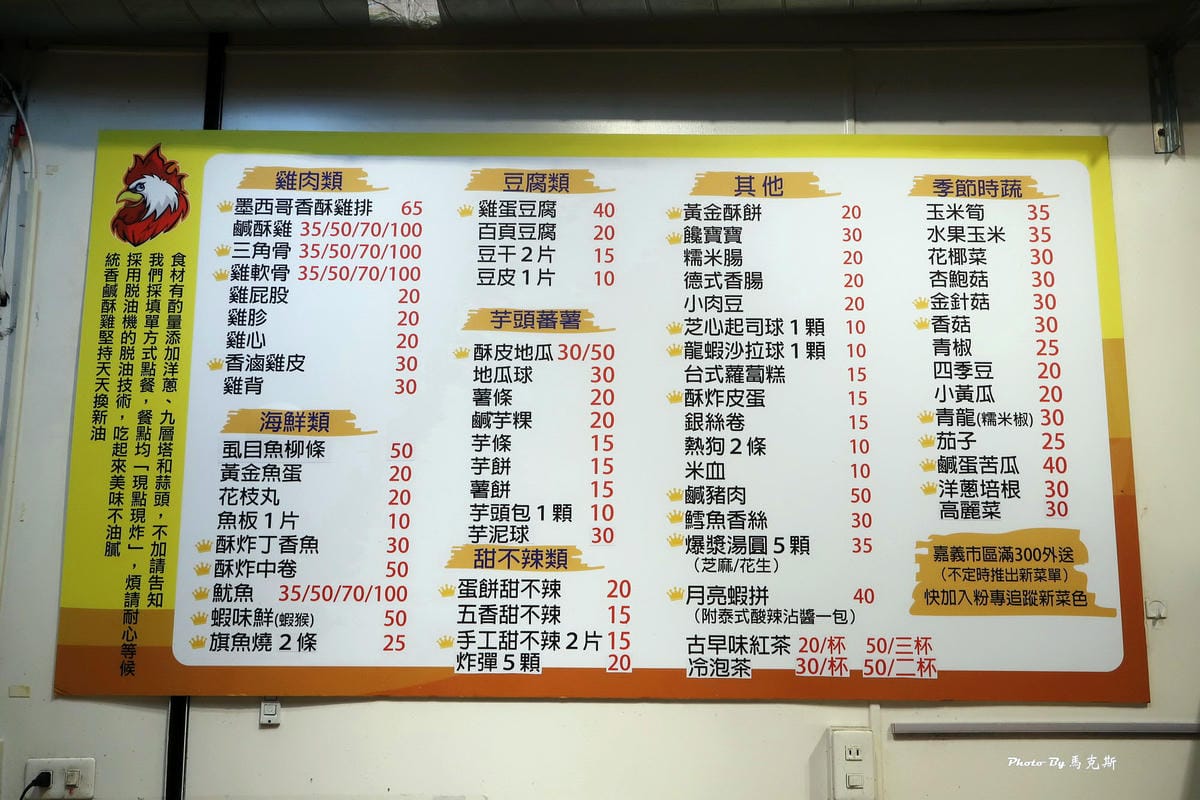 食材有酌量添加洋蔥、九層塔和蒜頭，不加請告知
我們採填單方式點餐，餐點均「現點現炸」，煩請耐心等候
採用脱油機的脱油技術，吃起來美味不油膩
統香鹹酥雞堅持天天換新油
雞肉類
墨西哥香酥雞排 65
鹹酥雞 35/50/70/100
三角骨 35/50/70/100
雞軟骨 35/50/70/100
雞屁股 20
雞胗 20
雞心 20
香滷雞皮 30
雞背 30
海鮮類
虱目魚柳條 50
黃金魚蛋 20
花枝丸 20
魚板1片 10
酥炸丁香魚 30
酥炸中卷 50
魷魚 35/50/70/100
蝦味鮮(蝦猴) 50
旗魚燒2條 25
豆腐類
雞蛋豆腐 40
百頁豆腐 20
豆干2片 15
豆皮1片 10
芋頭蕃薯
酥皮地瓜 30/50
地瓜球 30
薯條 20
鹹芋粿 20
芋條 15
芋餅 15
薯餅 15
芋頭包1顆 10
芋泥球 30
甜不辣類
蛋餅甜不辣 20
五香甜不辣 15
手工甜不辣2片 15
炸彈5顆 20
其他
黃金酥餅 20
饞寶寶 30
糯米腸 20
德式香腸 20
小肉豆 20
芝心起司球1顆 10
龍蝦沙拉球1顆 10
台式蘿蔔糕 15
酥炸皮蛋 15
銀絲卷 15
熱狗2條 10
米血 10
鹹豬肉 50
鱈魚香絲 30
爆漿湯圓5顆 35
（芝麻/花生）
月亮蝦拼 40
（附泰式酸辣沾醬一包）
古早味紅茶 20/杯 50/三杯
冷泡茶 30/杯 50/二杯
季節時蔬
玉米筍 35
水果玉米 35
花椰菜 30
杏鮑菇 30
金針菇 30
香菇 30
青椒 25
四季豆 20
小黃瓜 20
青龍(糯米椒) 30
茄子 25
鹹蛋苦瓜 40
洋蔥培根 30
高麗菜 30
嘉義市區滿300外送
（不定時推出新菜單）
快加入粉專追蹤新菜色
Photo By 馬克斯